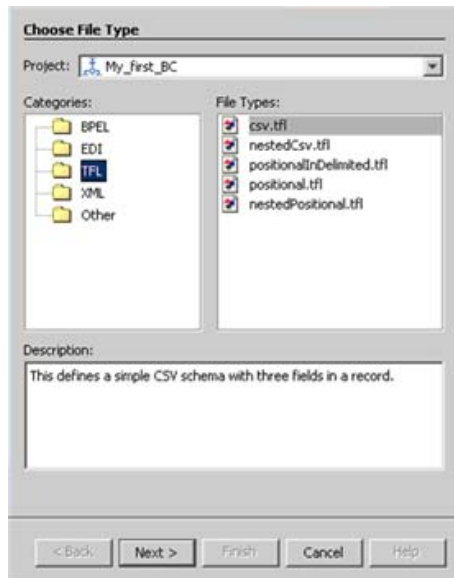 Choose File Type
Project: My_first_BC
Categories:
BPEL
EDI
TFL
XML
Other
File Types:
csv.tfl
nestedCsv.tfl
positionalInDelimited.tfl
positional.tfl
nestedPositional.tfl
Description:
This defines a simple CSV schema with three fields in a record.
< Back Next > Finish Cancel Help